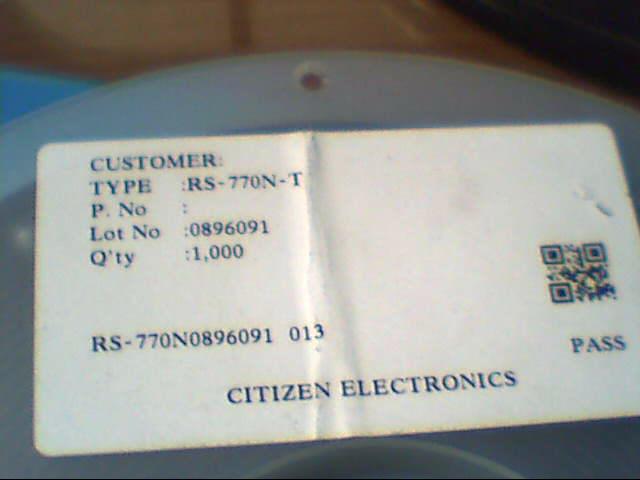 CUSTOMER:
TYPE :RS-770N-T
P. No :
Lot No :0896091
Q'ty :1,000
RS-770N0896091 013
PASS
CITIZEN ELECTRONICS